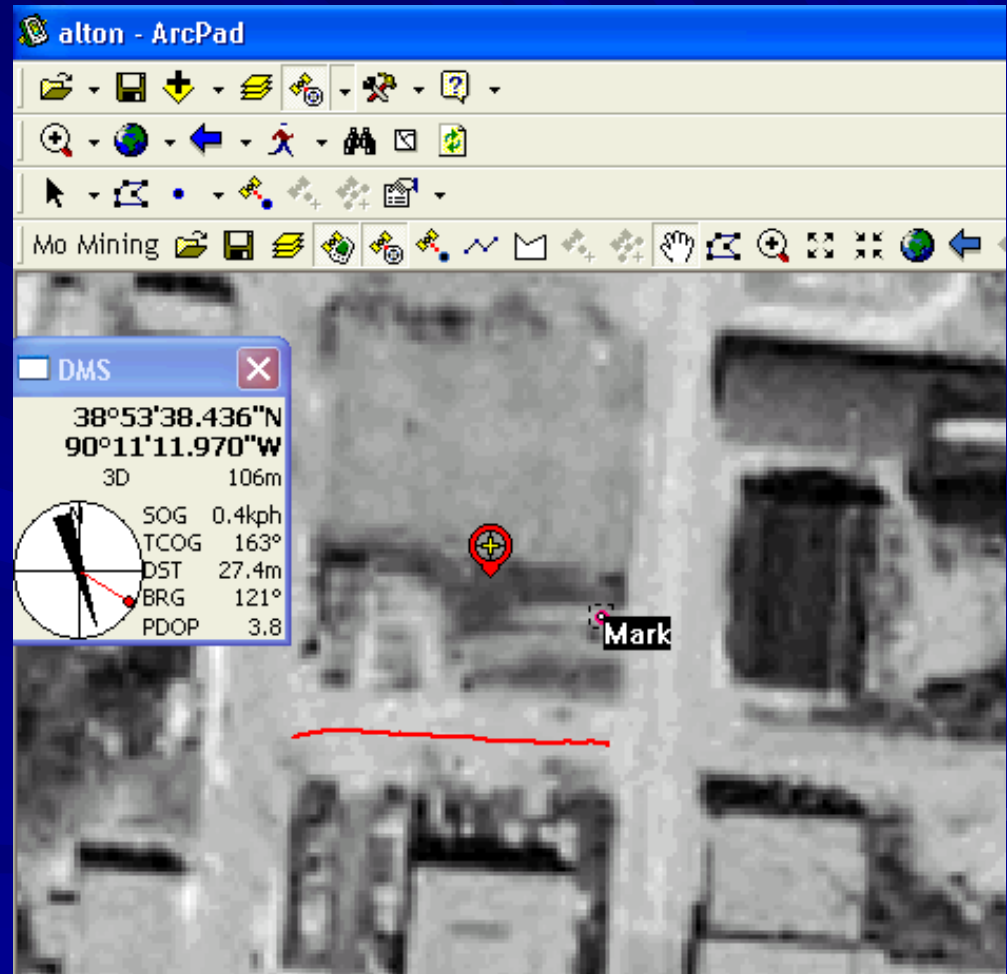 alton - ArcPad
?
Mo Mining
DMS
38°53'38.436"N
90°11'11.970"W
3D 106m
N
SOG 0.4kph
TCOG 163°
DST 27.4m
BRG 121°
PDOP 3.8
Mark